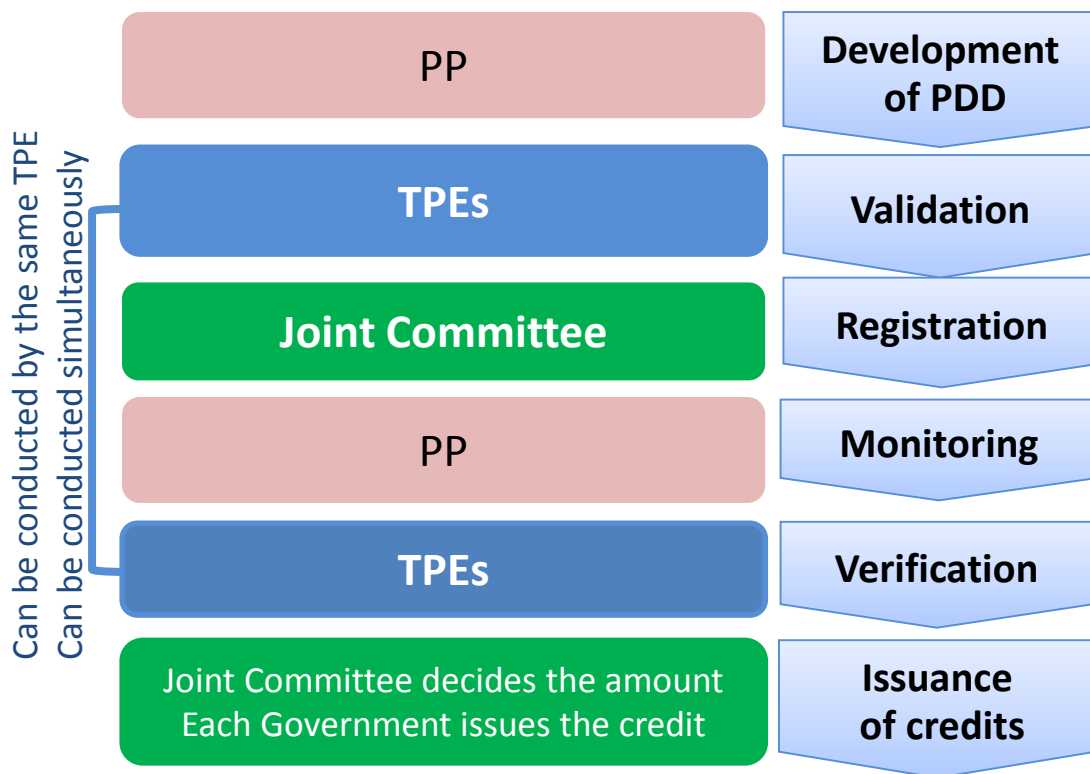 PP
Development
of PDD
TPEs
Validation
Joint Committee
Registration
PP
Monitoring
TPEs
Verification
Joint Committee decides the amount
Each Government issues the credit
Issuance
of credits
Can be conducted by the same TPE
Can be conducted simultaneously